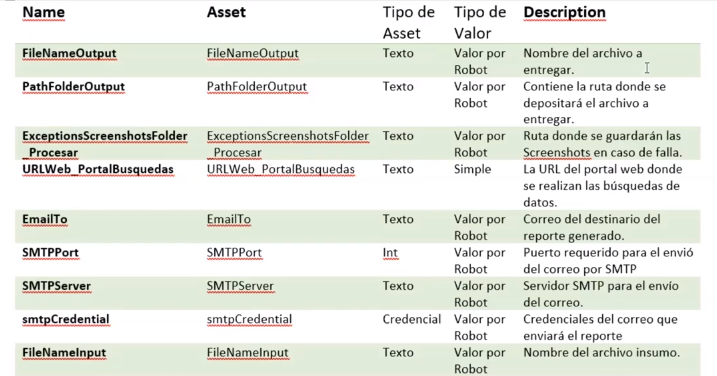 Name Asset Tipo de Asset Tipo de Valor Description
FileNameOutput FileNameOutput Texto Valor por Robot Nombre del archivo a entregar.
PathFolderOutput PathFolderOutput Texto Valor por Robot Contiene la ruta donde se depositará el archivo a entregar.
ExceptionsScreenshotsFolder_Procesar ExceptionsScreenshotsFolder_Procesar Texto Valor por Robot Ruta donde se guardarán las Screenshots en caso de falla.
URLWeb_PortalBusquedas URLWeb_PortalBusquedas Texto Simple La URL del portal web donde se realizan las búsquedas de datos.
EmailTo EmailTo Texto Valor por Robot Correo del destinario del reporte generado.
SMTPPort SMTPPort Int Valor por Robot Puerto requerido para el envió del correo por SMTP
SMTPServer SMTPServer Texto Valor por Robot Servidor SMTP para el envío del correo.
smtpCredential smtpCredential Credencial Valor por Robot Credenciales del correo que enviará el reporte
FileNameInput FileNameInput Texto Valor por Robot Nombre del archivo insumo.